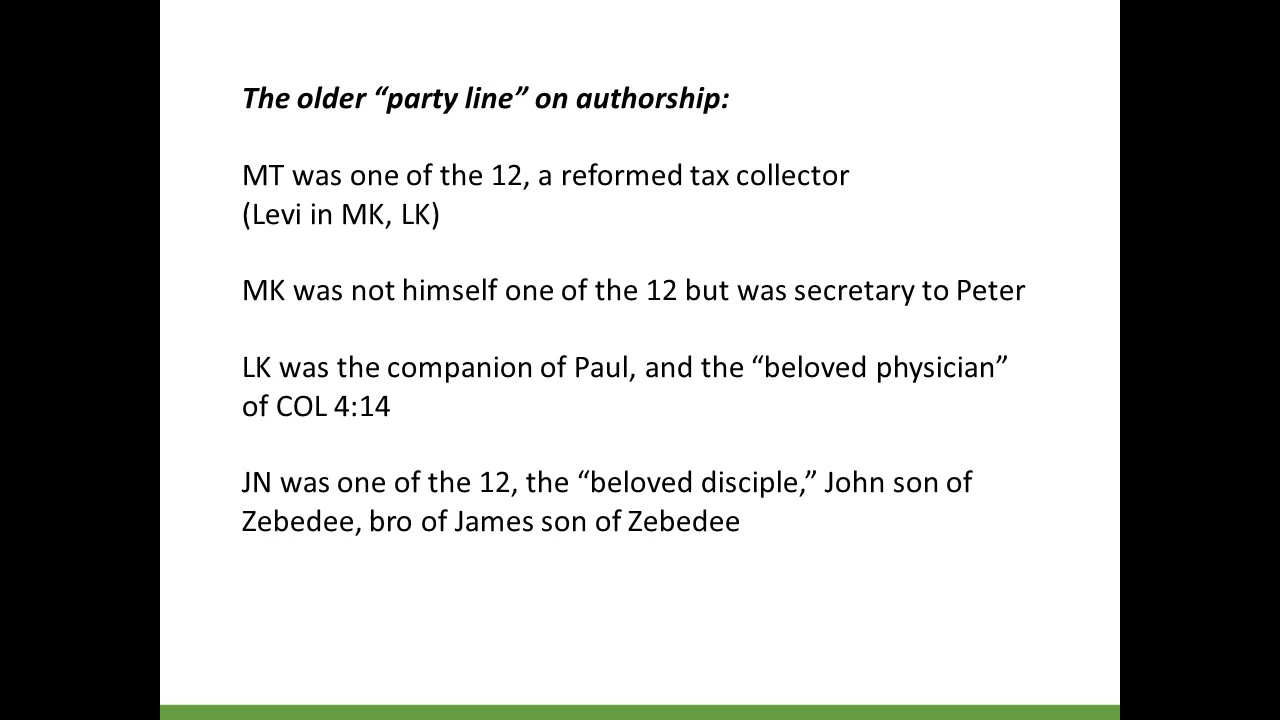 The older “party line” on authorship:
MT was one of the 12, a reformed tax collector
(Levi in MK, LK)
MK was not himself one of the 12 but was secretary to Peter
LK was the companion of Paul, and the “beloved physician”
of COL 4:14
JN was one of the 12, the “beloved disciple,” John son of
Zebedee, bro of James son of Zebedee